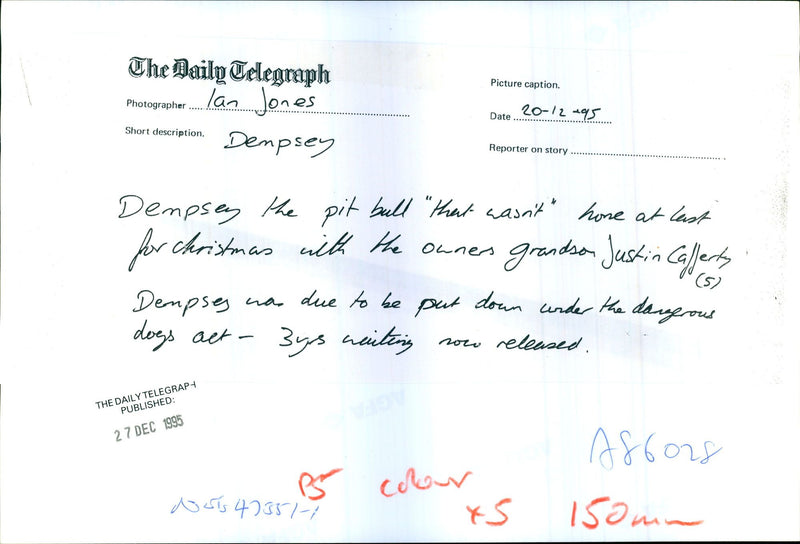 The Daily Telegraph
Picture caption.
Photographer Ian Jones
Date 20-12-95
Short description. Dempsey
Reporter on story
Dempsey the pit bull "that wasn't" home at last
for christmas with the owners grandson Justin Cafferty
(5)
Dempsey was due to be put down under the dangerous
dogs act - 3yrs waiting now released.
THE DAILY TELEGRAPH
PUBLISHED:
27 DEC 1995
AGFA
A86028
P5 colour
x5 150mm